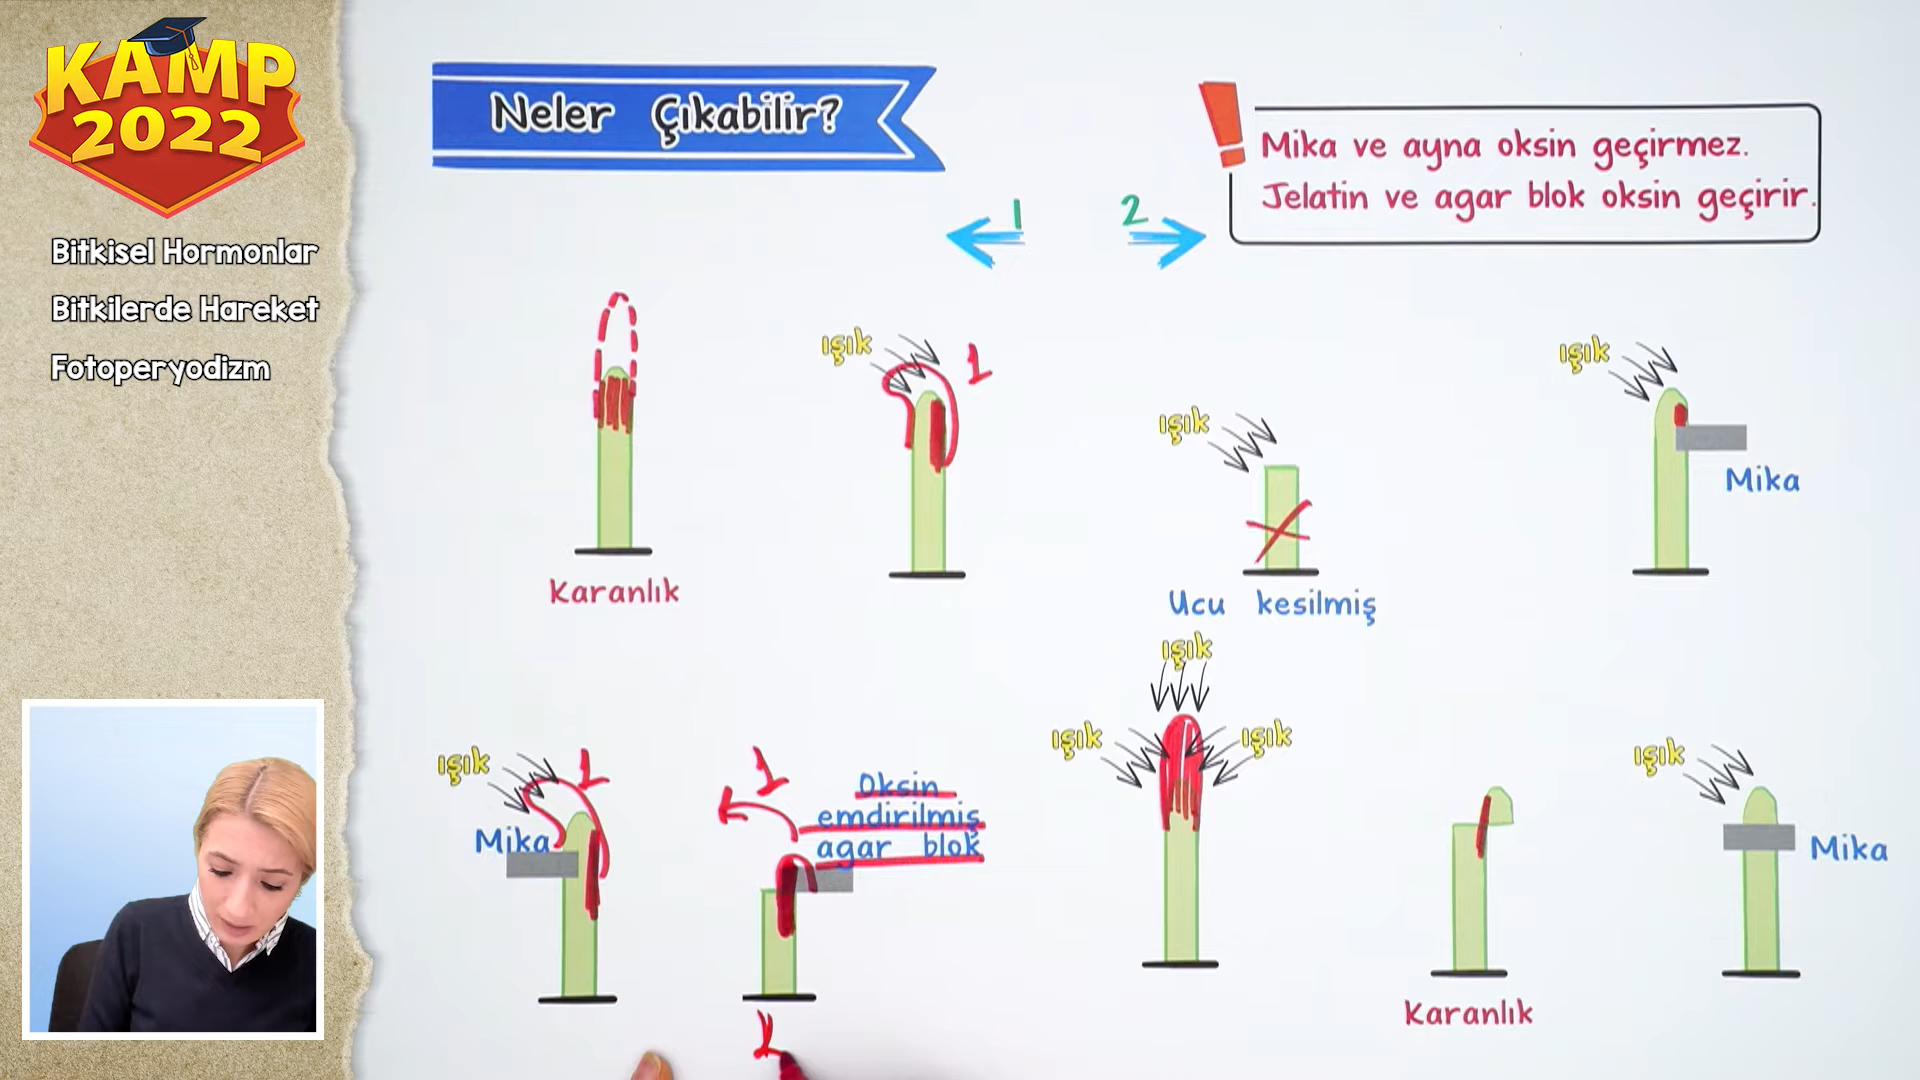 KAMP
2022
Bitkisel Hormonlar
Bitkilerde Hareket
Fotoperyodizm
Neler Çıkabilir?
!
Mika ve ayna oksin geçirmez.
Jelatin ve agar blok oksin geçirir.
1
2
Karanlık
ışık
1
ışık
Ucu kesilmiş
ışık
Mika
ışık
1
Mika
1
Oksin
emdirilmiş
agar blok
ışık
ışık
ışık
Karanlık
ışık
Mika